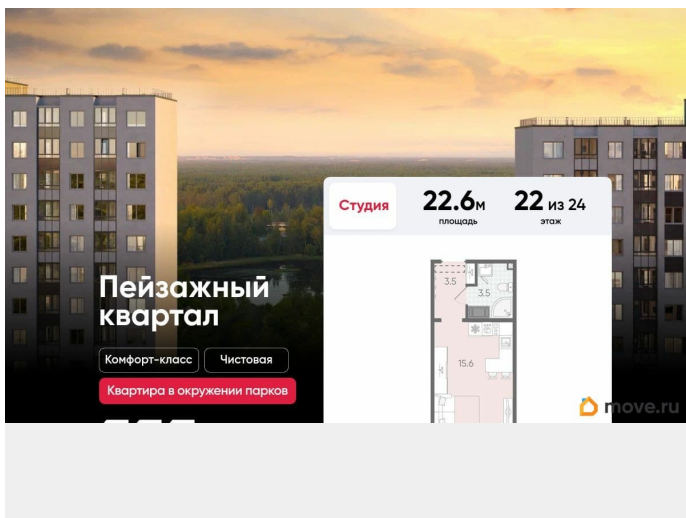 Студия
22.6м
площадь
22 из 24
этаж
3.5
3.5
15.6
Пейзажный
квартал
Комфорт-класс
Чистовая
Квартира в окружении парков
move.ru